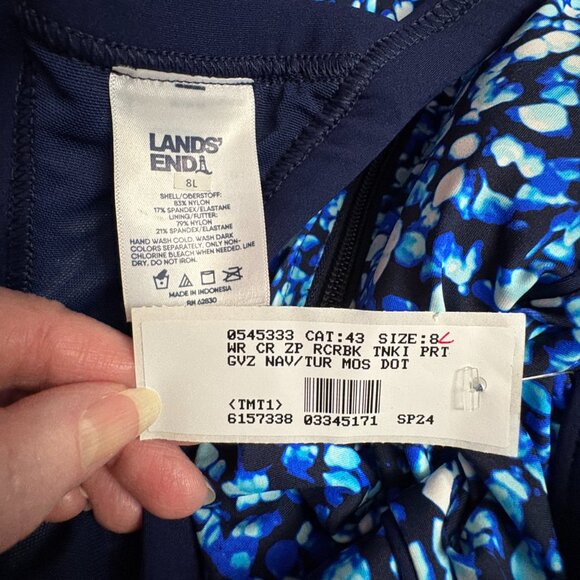 LANDS'
END
8L
SHELL/OBERSTOFF:
83% NYLON
17% SPANDEX/ELASTANE
LINING/FUTTER:
79% NYLON
21% SPANDEX/ELASTANE
HAND WASH COLD. WASH DARK
COLORS SEPARATELY. ONLY NON-
CHLORINE BLEACH WHEN NEEDED. LINE
DRY. DO NOT IRON.
MADE IN INDONESIA
RN 62830
0545333 CAT:43 SIZE:8L
WR CR ZP RCRBK TNKI PRT
GVZ NAV/TUR MOS DOT
<TMT1>
6157338 03345171 SP24